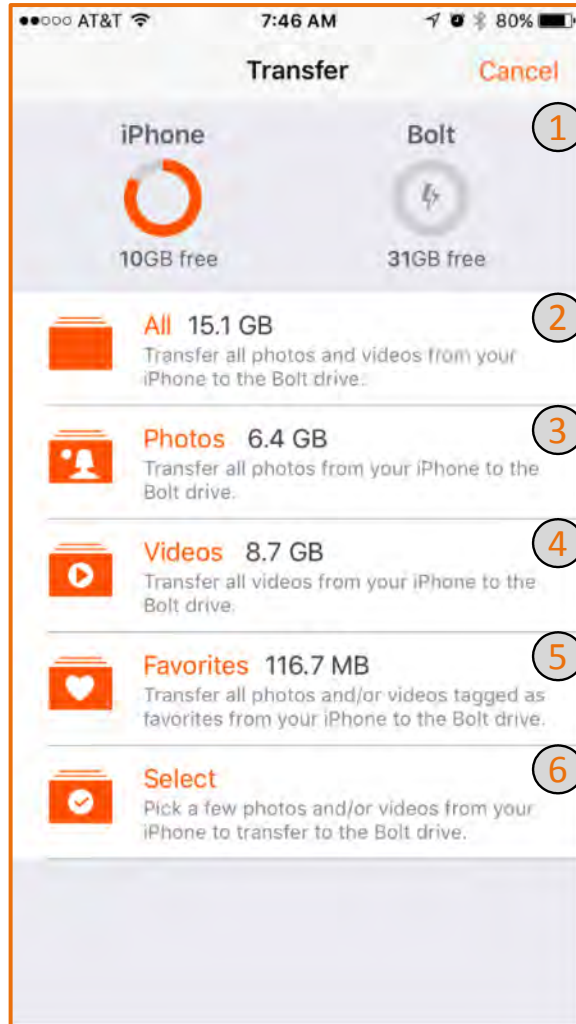 AT&T 7:46 AM 80%
Transfer Cancel
1
iPhone Bolt
10GB free 31GB free
2
All 15.1 GB
Transfer all photos and videos from your
iPhone to the Bolt drive.
3
Photos 6.4 GB
Transfer all photos from your iPhone to the
Bolt drive.
4
Videos 8.7 GB
Transfer all videos from your iPhone to the
Bolt drive.
5
Favorites 116.7 MB
Transfer all photos and/or videos tagged as
favorites from your iPhone to the Bolt drive.
6
Select
Pick a few photos and/or videos from your
iPhone to transfer to the Bolt drive.